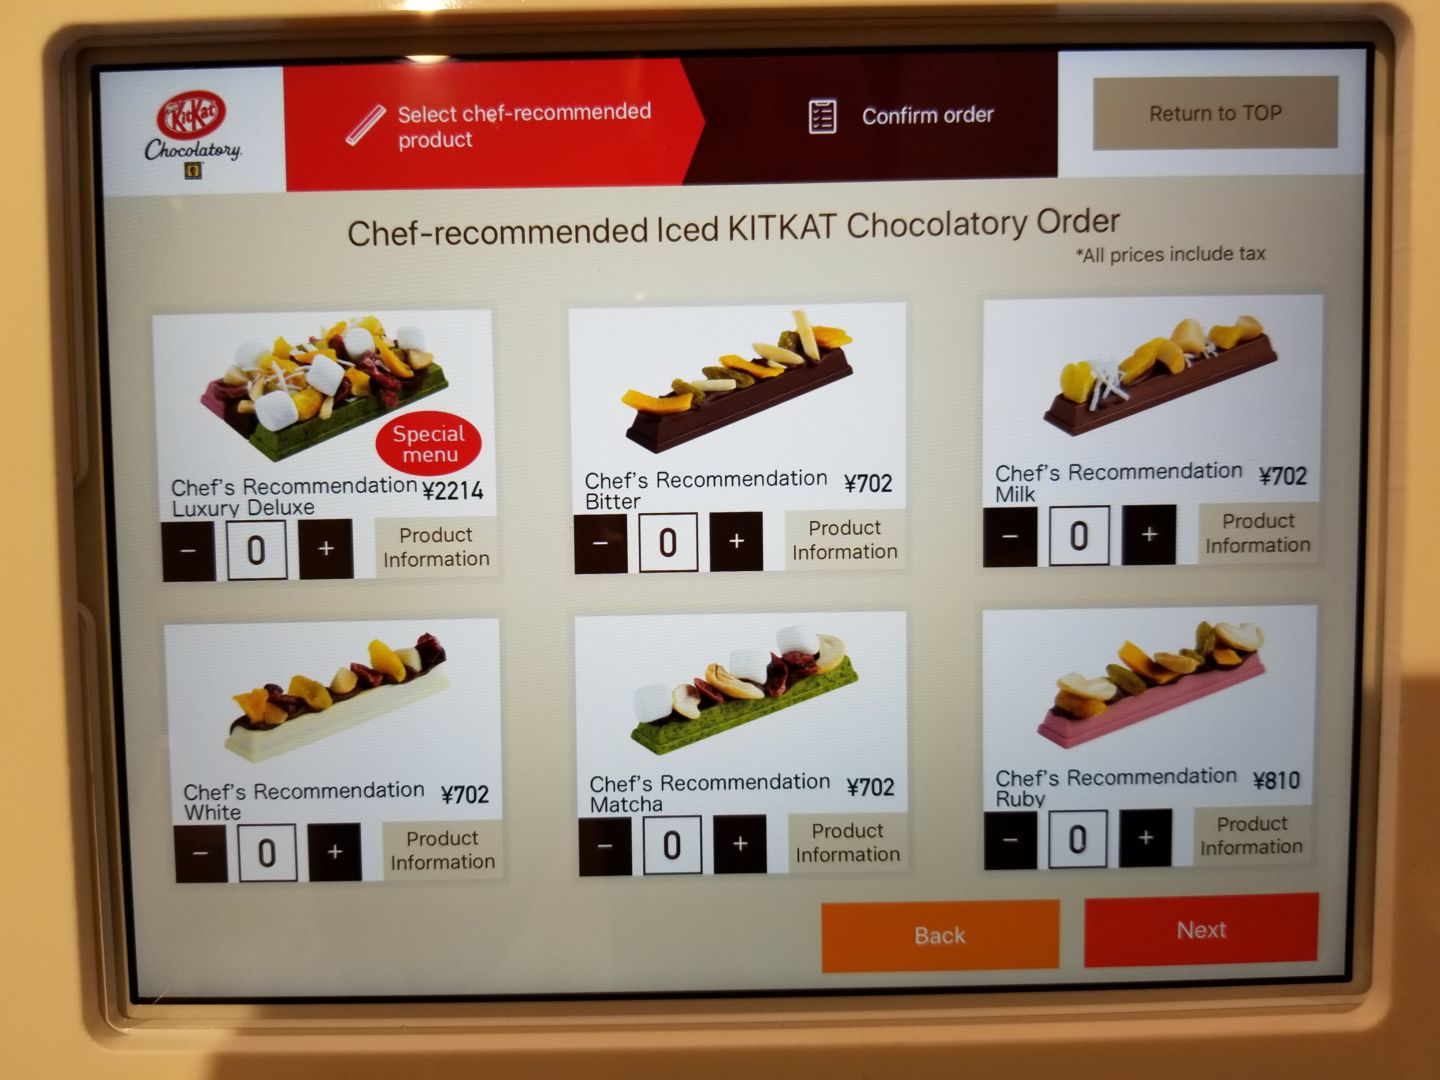 KitKat
Chocolatory.
Select chef-recommended
product
Confirm order
Return to TOP
Chef-recommended Iced KITKAT Chocolatory Order
*All prices include tax
Special
menu
Chef's Recommendation ¥2214
Luxury Deluxe
− 0 +
Product
Information
Chef's Recommendation ¥702
Bitter
− 0 +
Product
Information
Chef's Recommendation ¥702
Milk
− 0 +
Product
Information
Chef's Recommendation ¥702
White
− 0 +
Product
Information
Chef's Recommendation ¥702
Matcha
− 0 +
Product
Information
Chef's Recommendation ¥810
Ruby
− 0 +
Product
Information
Back
Next